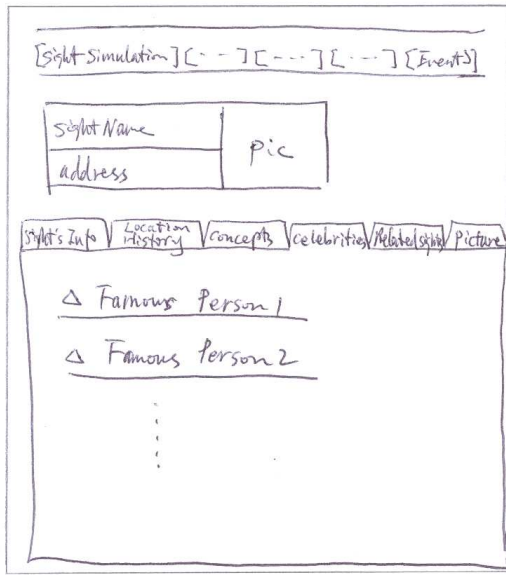 [Sight Simulation] [---] [----] [----] [Events]
Sight Name
Pic
address
Sight's Info
Location
History
Concepts
Celebrities
Related Sights
Picture
△ Famous Person 1
△ Famous Person 2